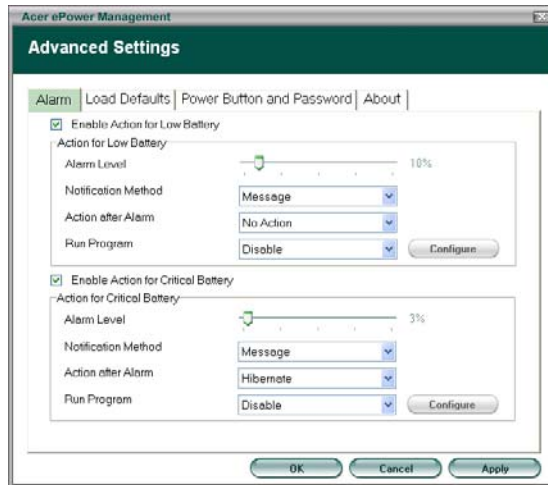 Acer ePower Management
Advanced Settings
Alarm Load Defaults Power Button and Password About
Enable Action for Low Battery
Action for Low Battery
Alarm Level 10%
Notification Method Message
Action after Alarm No Action
Run Program Disable Configure
Enable Action for Critical Battery
Action for Critical Battery
Alarm Level 3%
Notification Method Message
Action after Alarm Hibernate
Run Program Disable Configure
OK Cancel Apply